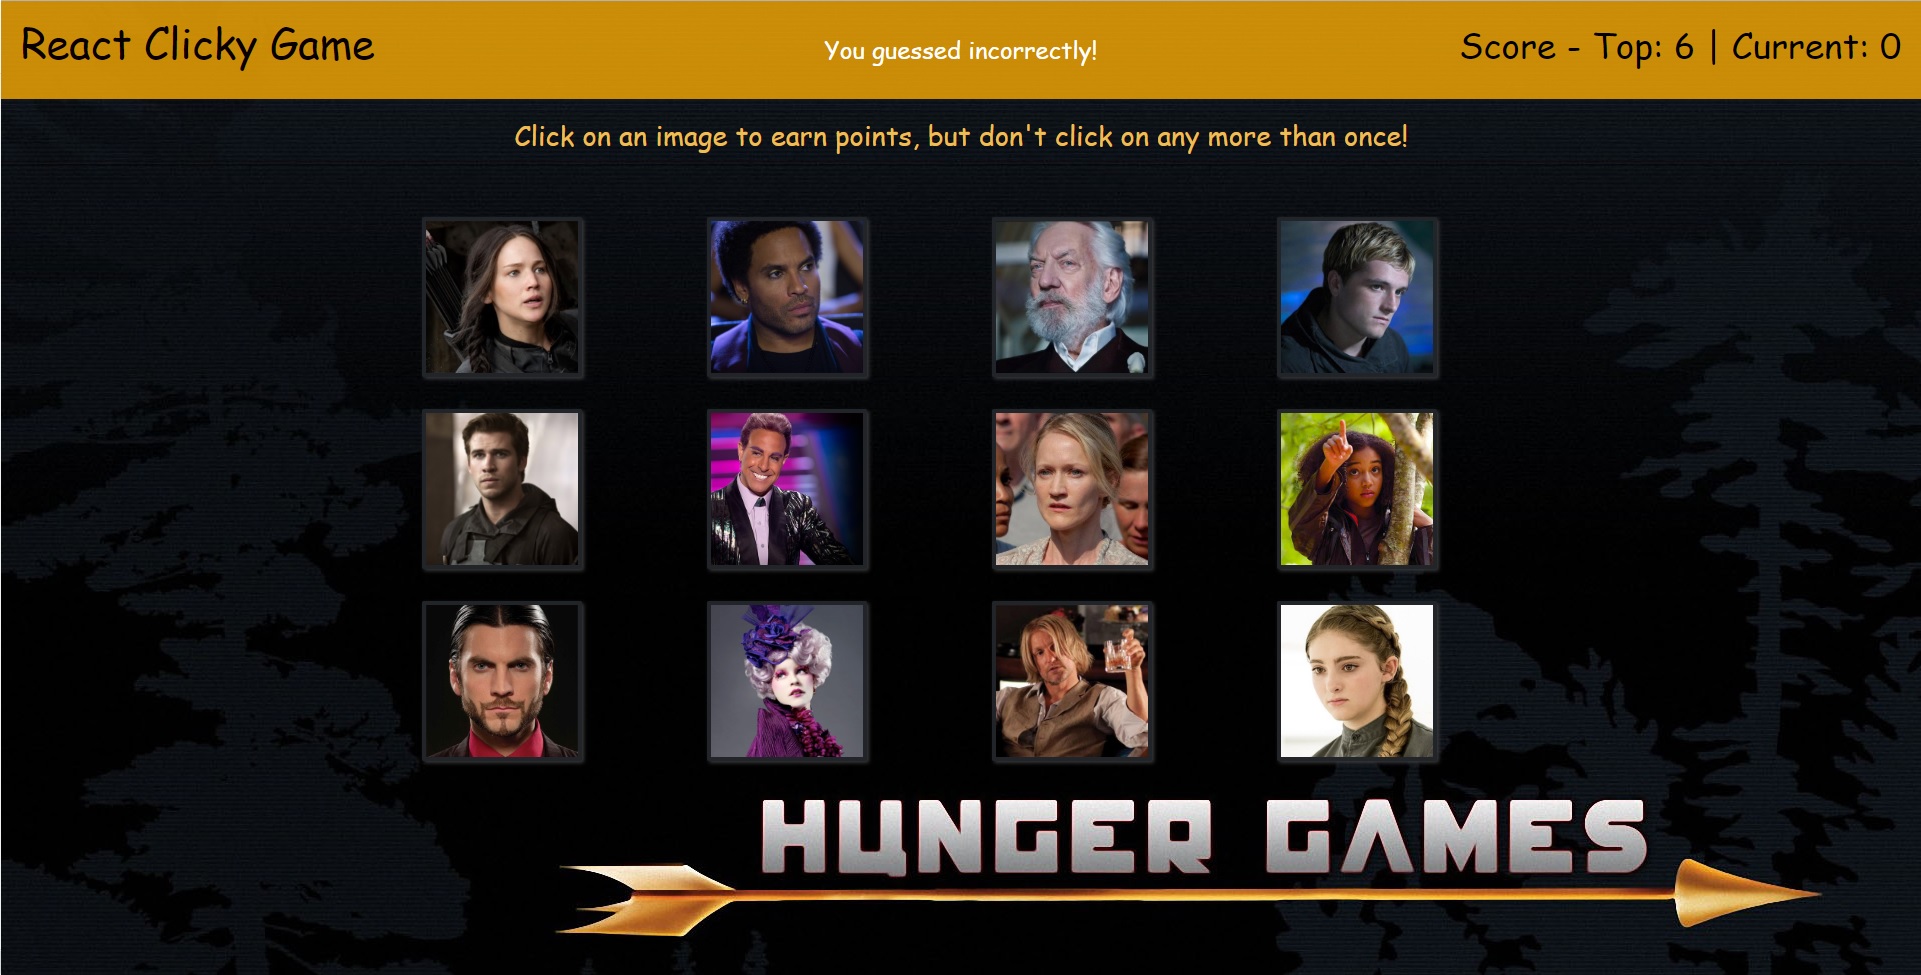 React Clicky Game
You guessed incorrectly!
Score - Top: 6 | Current: 0
Click on an image to earn points, but don't click on any more than once!
HUNGER GAMES